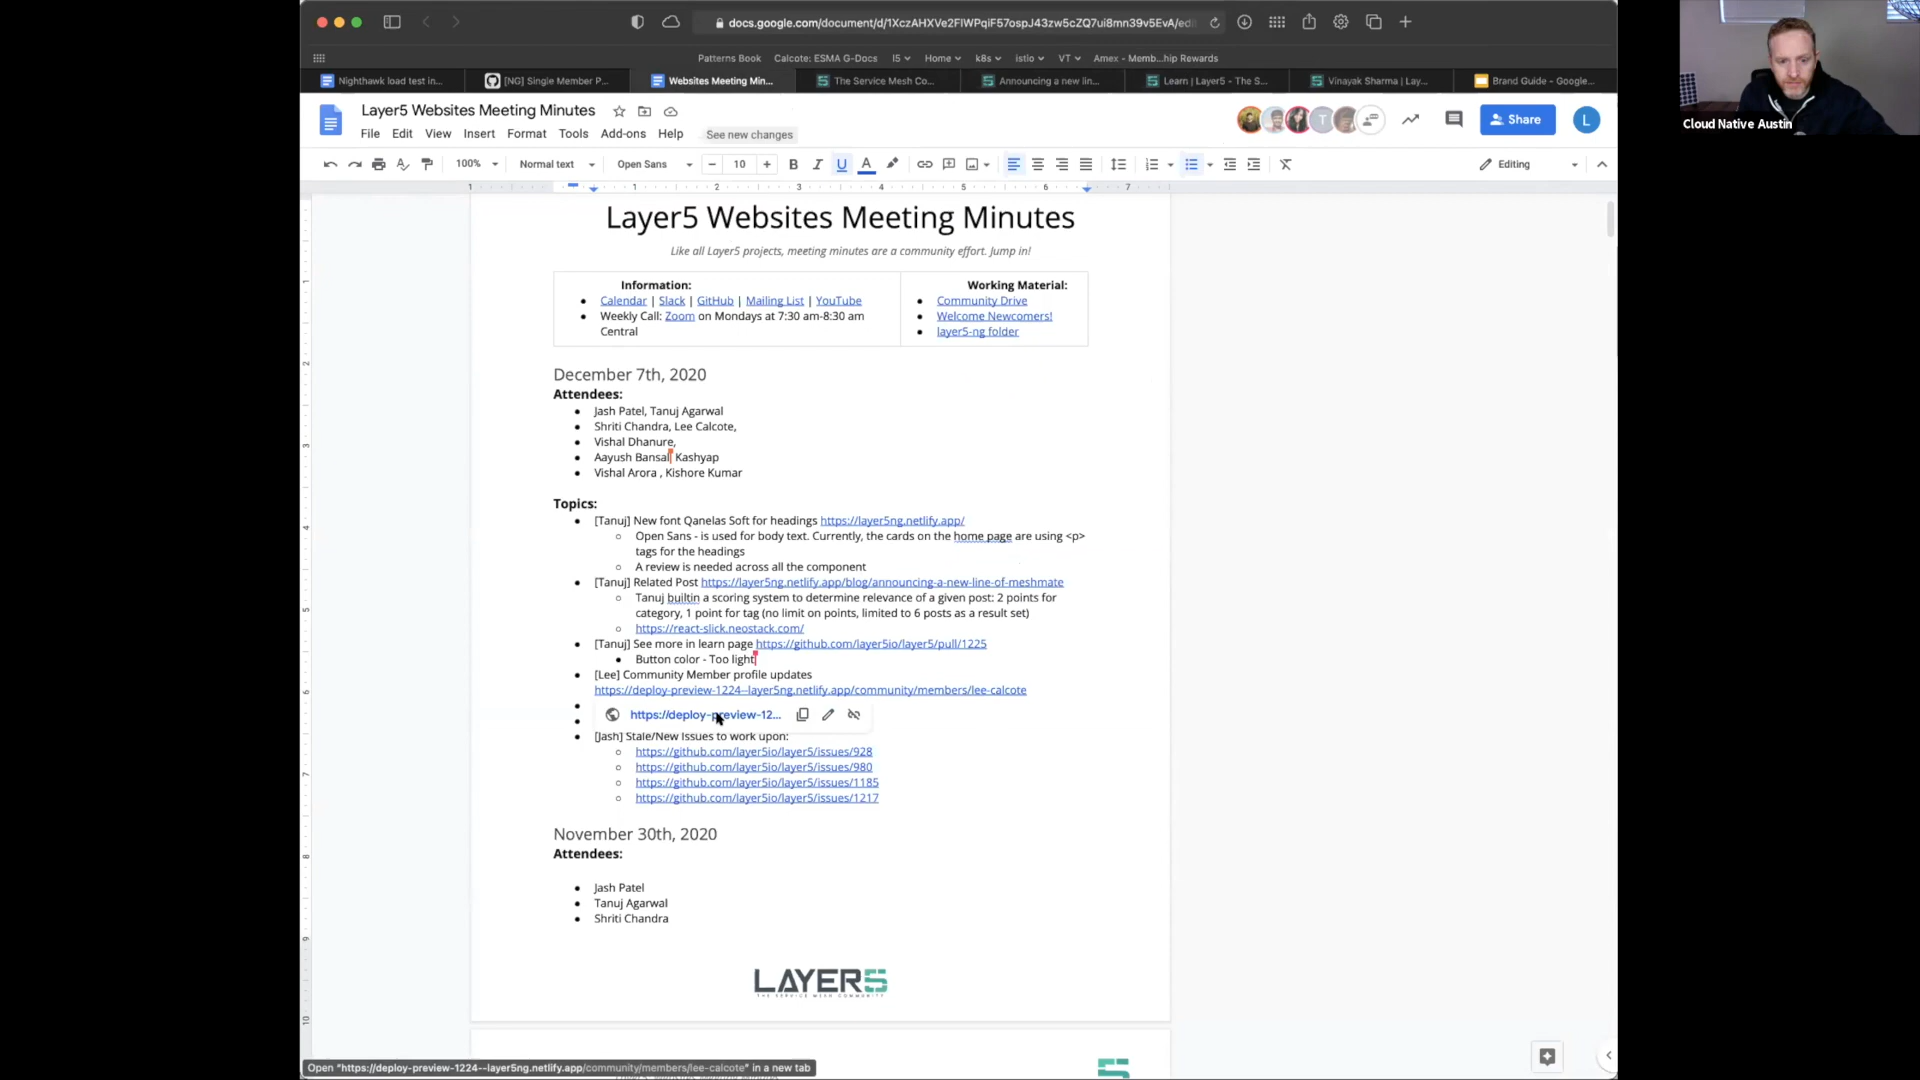 docs.google.com/document/d/1XczAHXVe2FlWPqiF57ospJ43zw5cZQ7ui8mn39v5EvA/edi
Patterns Book
Calcote: ESMA G-Docs
l5
Home
k8s
istio
VT
Amex - Memb...hip Rewards
Nighthawk load test in...
[NG] Single Member P...
Websites Meeting Min...
The Service Mesh Co...
Announcing a new lin...
Learn | Layer5 - The S...
Vinayak Sharma | Lay...
Brand Guide - Google...
Cloud Native Austin
Layer5 Websites Meeting Minutes
File Edit View Insert Format Tools Add-ons Help See new changes
T
Share
L
100% Normal text Open Sans 10 B I U A Editing
1 1 2 3 4 5 6 7
Layer5 Websites Meeting Minutes
Like all Layer5 projects, meeting minutes are a community effort. Jump in!
Information:
Calendar | Slack | GitHub | Mailing List | YouTube
Weekly Call: Zoom on Mondays at 7:30 am-8:30 am
Central
Working Material:
Community Drive
Welcome Newcomers!
layer5-ng folder
December 7th, 2020
Attendees:
Jash Patel, Tanuj Agarwal
Shriti Chandra, Lee Calcote,
Vishal Dhanure,
Aayush Bansal Kashyap
Vishal Arora , Kishore Kumar
Topics:
[Tanuj] New font Qanelas Soft for headings https://layer5ng.netlify.app/
Open Sans - is used for body text. Currently, the cards on the home page are using <p>
tags for the headings
A review is needed across all the component
[Tanuj] Related Post https://layer5ng.netlify.app/blog/announcing-a-new-line-of-meshmate
Tanuj builtin a scoring system to determine relevance of a given post: 2 points for
category, 1 point for tag (no limit on points, limited to 6 posts as a result set)
https://react-slick.neostack.com/
[Tanuj] See more in learn page https://github.com/layer5io/layer5/pull/1225
Button color - Too light
[Lee] Community Member profile updates
https://deploy-preview-1224--layer5ng.netlify.app/community/members/lee-calcote
https://deploy-preview-12...
[Jash] Stale/New Issues to work upon:
https://github.com/layer5io/layer5/issues/928
https://github.com/layer5io/layer5/issues/980
https://github.com/layer5io/layer5/issues/1185
https://github.com/layer5io/layer5/issues/1217
November 30th, 2020
Attendees:
Jash Patel
Tanuj Agarwal
Shriti Chandra
LAYER5
THE SERVICE MESH COMMUNITY
Open "https://deploy-preview-1224--layer5ng.netlify.app/community/members/lee-calcote" in a new tab